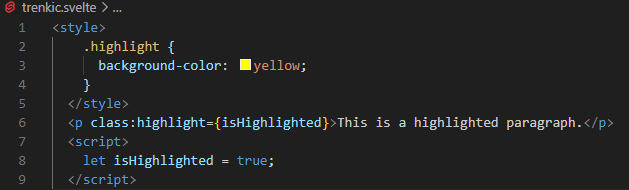 trenkic.svelte > ...
1 <style>
2 .highlight {
3 background-color: yellow;
4 }
5 </style>
6 <p class:highlight={isHighlighted}>This is a highlighted paragraph.</p>
7 <script>
8 let isHighlighted = true;
9 </script>